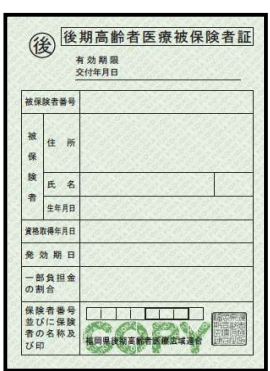 後
後期高齢者医療被保険者証
有効期限
交付年月日
被保険者番号
被保険者
住所
氏名
生年月日
資格取得年月日
発効期日
一部負担金
の割合
保険者番号
並びに保険
者の名称及
び印
福岡県後期高齢者医療広域連合
COPY